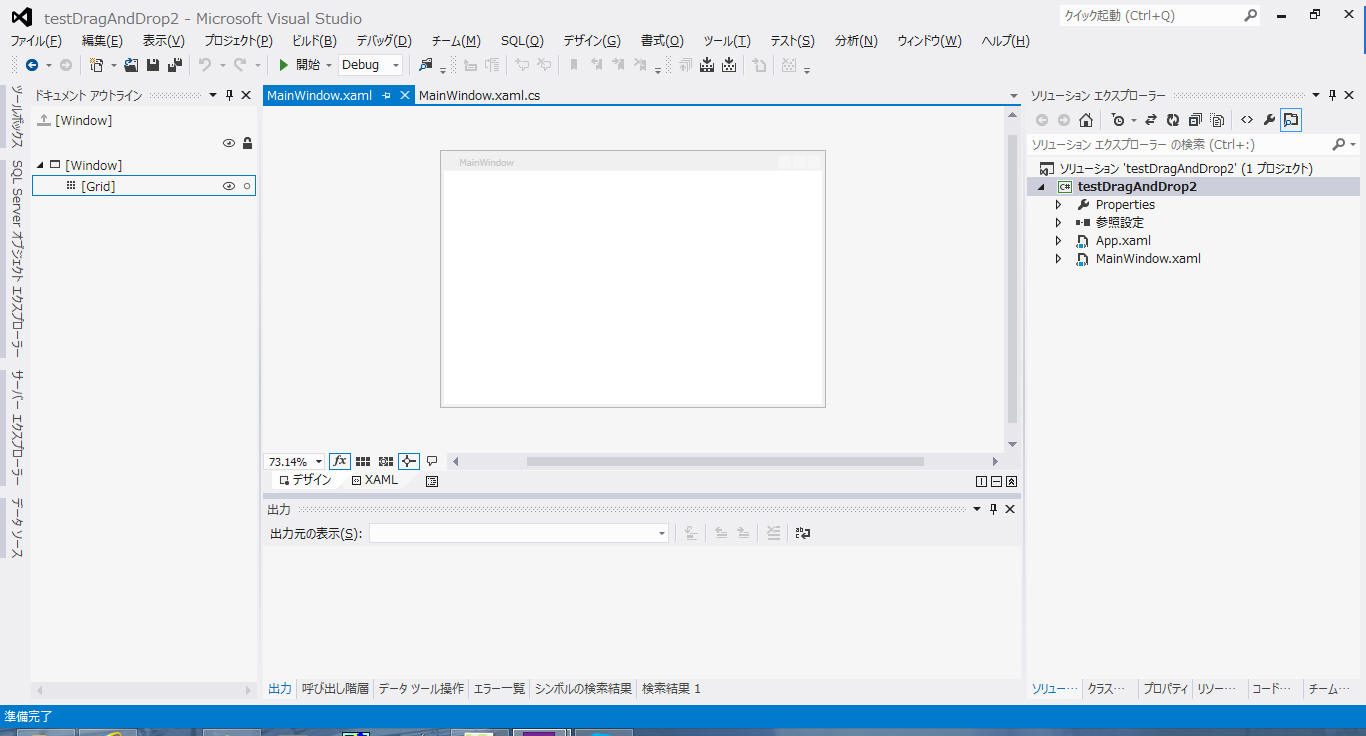 testDragAndDrop2 - Microsoft Visual Studio
クイック起動 (Ctrl+Q)
ファイル(F) 編集(E) 表示(V) プロジェクト(P) ビルド(B) デバッグ(D) チーム(M) SQL(Q) デザイン(G) 書式(O) ツール(T) テスト(S) 分析(N) ウィンドウ(W) ヘルプ(H)
開始 Debug
ツールボックス
SQL Server オブジェクト エクスプローラー
サーバー エクスプローラー
データ ソース
ドキュメント アウトライン
[Window]
[Window]
[Grid]
MainWindow.xaml MainWindow.xaml.cs
MainWindow
73.14% fx
デザイン XAML
出力
出力元の表示(S):
出力 呼び出し階層 データ ツール操作 エラー一覧 シンボルの検索結果 検索結果 1
ソリューション エクスプローラー
ソリューション エクスプローラー の検索 (Ctrl+:)
ソリューション 'testDragAndDrop2' (1 プロジェクト)
C# testDragAndDrop2
Properties
参照設定
App.xaml
MainWindow.xaml
ソリュー… クラス… プロパティ リソー… コード… チーム…
準備完了